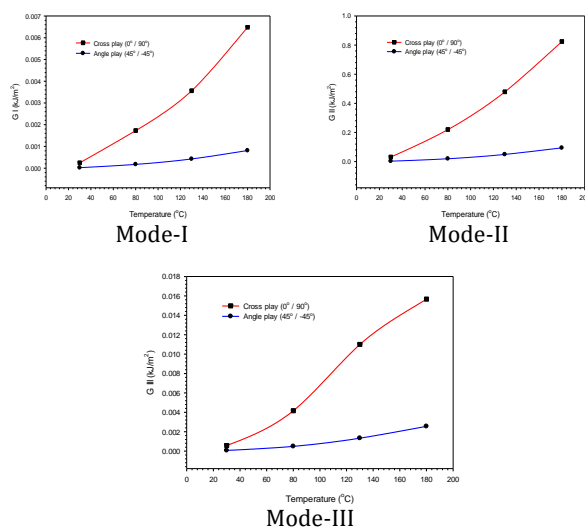 0.007
0.006
0.005
0.004
0.003
0.002
0.001
0.000
G I (kJ/m²)
Cross play (0° / 90°)
Angle play (45° / -45°)
0 20 40 60 80 100 120 140 160 180 200
Temperature (°C)
Mode-I
1.0
0.8
0.6
0.4
0.2
0.0
G II (kJ/m²)
Cross play (0° / 90°)
Angle play (45° / -45°)
0 20 40 60 80 100 120 140 160 180 200
Temperature (°C)
Mode-II
0.018
0.016
0.014
0.012
0.010
0.008
0.006
0.004
0.002
0.000
G III (kJ/m²)
Cross play (0° / 90°)
Angle play (45° / -45°)
0 20 40 60 80 100 120 140 160 180 200
Temperature (°C)
Mode-III